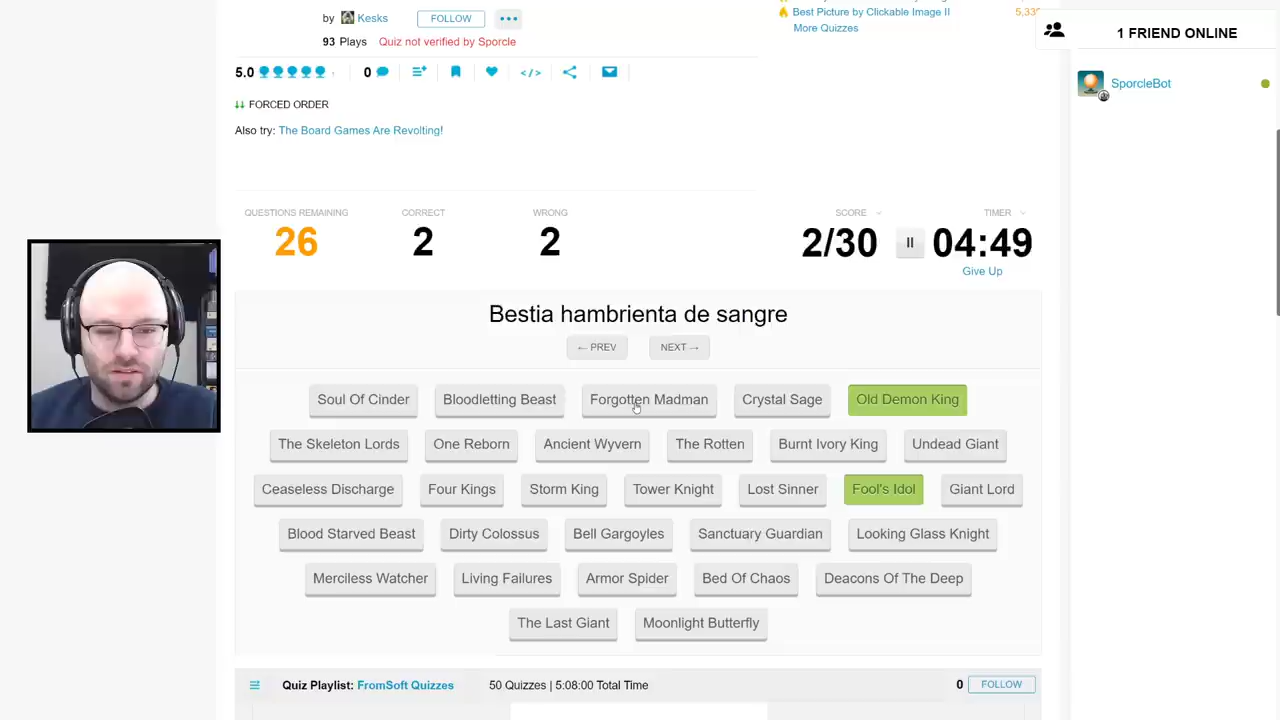 Best Picture by Clickable Image II
by Kesks FOLLOW •••
More Quizzes
1 FRIEND ONLINE
93 Plays Quiz not verified by Sporcle
5.0 0 </>
SporcleBot
FORCED ORDER
Also try: The Board Games Are Revolting!
QUESTIONS REMAINING CORRECT WRONG SCORE TIMER
26 2 2 2/30 04:49
Give Up
Bestia hambrienta de sangre
← PREV NEXT →
Soul Of Cinder Bloodletting Beast Forgotten Madman Crystal Sage Old Demon King
The Skeleton Lords One Reborn Ancient Wyvern The Rotten Burnt Ivory King Undead Giant
Ceaseless Discharge Four Kings Storm King Tower Knight Lost Sinner Fool's Idol Giant Lord
Blood Starved Beast Dirty Colossus Bell Gargoyles Sanctuary Guardian Looking Glass Knight
Merciless Watcher Living Failures Armor Spider Bed Of Chaos Deacons Of The Deep
The Last Giant Moonlight Butterfly
Quiz Playlist: FromSoft Quizzes 50 Quizzes | 5:08:00 Total Time 0 FOLLOW